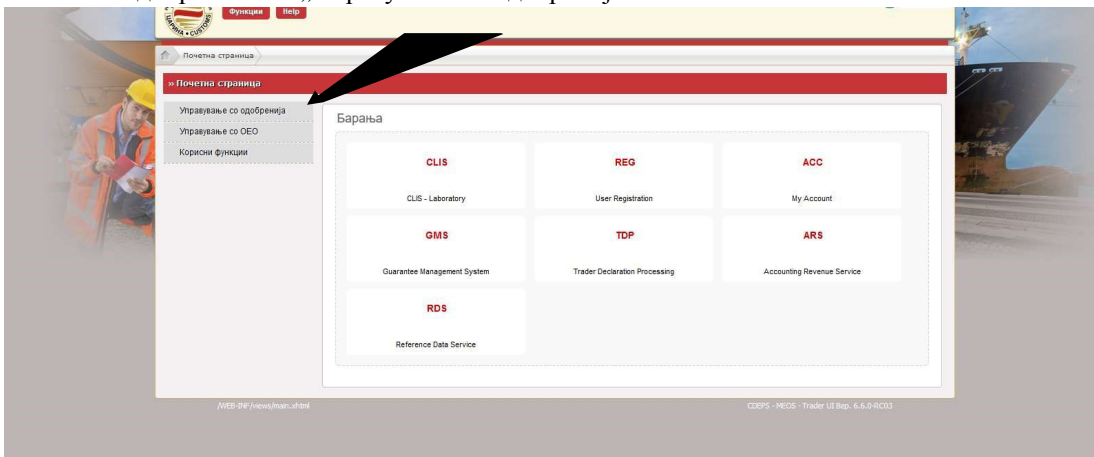 Функции Help
ЦАРИНА • CUSTOMS
Почетна страница
» Почетна страница
Управување со одобренија
Управување со ОЕО
Корисни функции
Барања
CLIS
REG
ACC
CLIS - Laboratory
User Registration
My Account
GMS
TDP
ARS
Guarantee Management System
Trader Declaration Processing
Accounting Revenue Service
RDS
Reference Data Service
/WEB-INF/views/main.xhtml
CDEPS - MEOS - Trader UI Вер. 6.6.0-RC03